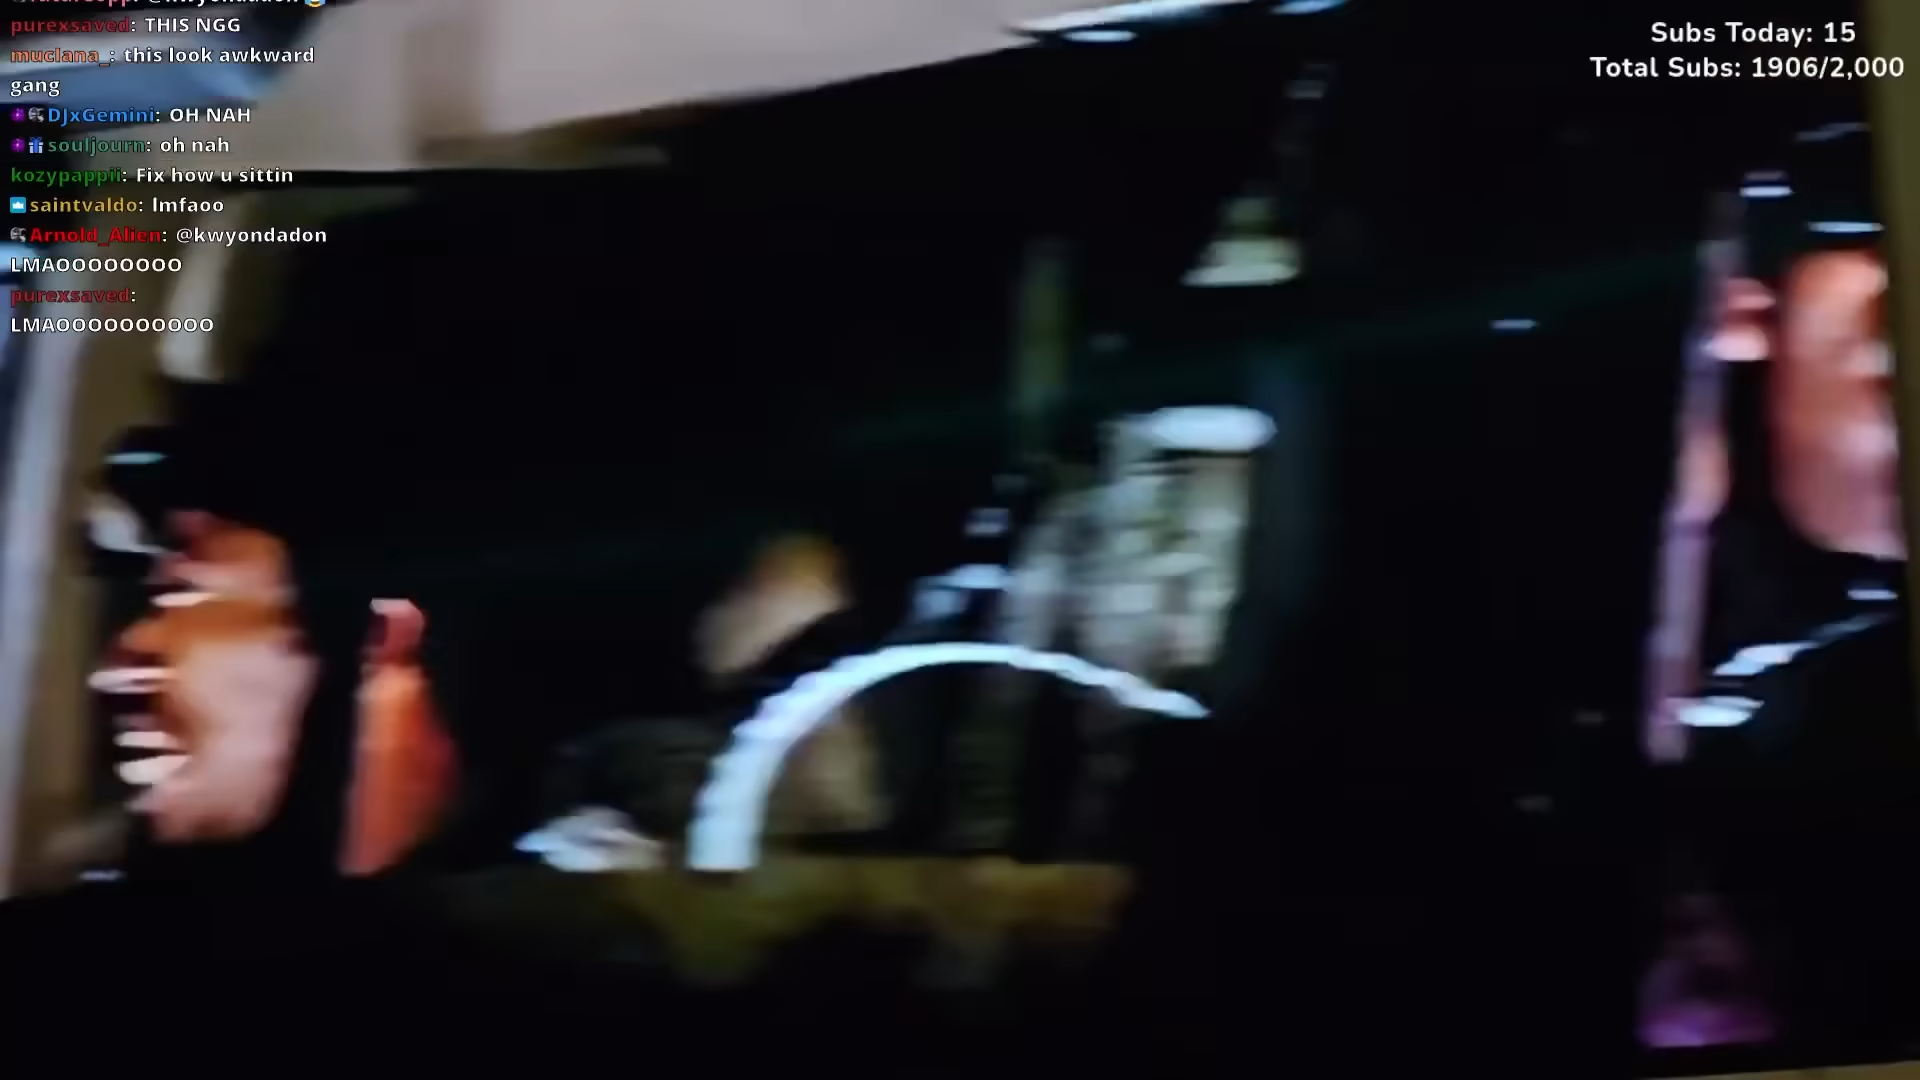 purexsaved: THIS NGG
muclana_: this look awkward
gang
DJxGemini: OH NAH
souljourn: oh nah
kozypappii: Fix how u sittin
saintvaldo: lmfaoo
Arnold_Alien: @kwyondadon
LMAOOOOOOOO
purexsaved:
LMAOOOOOOOOOO
Subs Today: 15
Total Subs: 1906/2,000